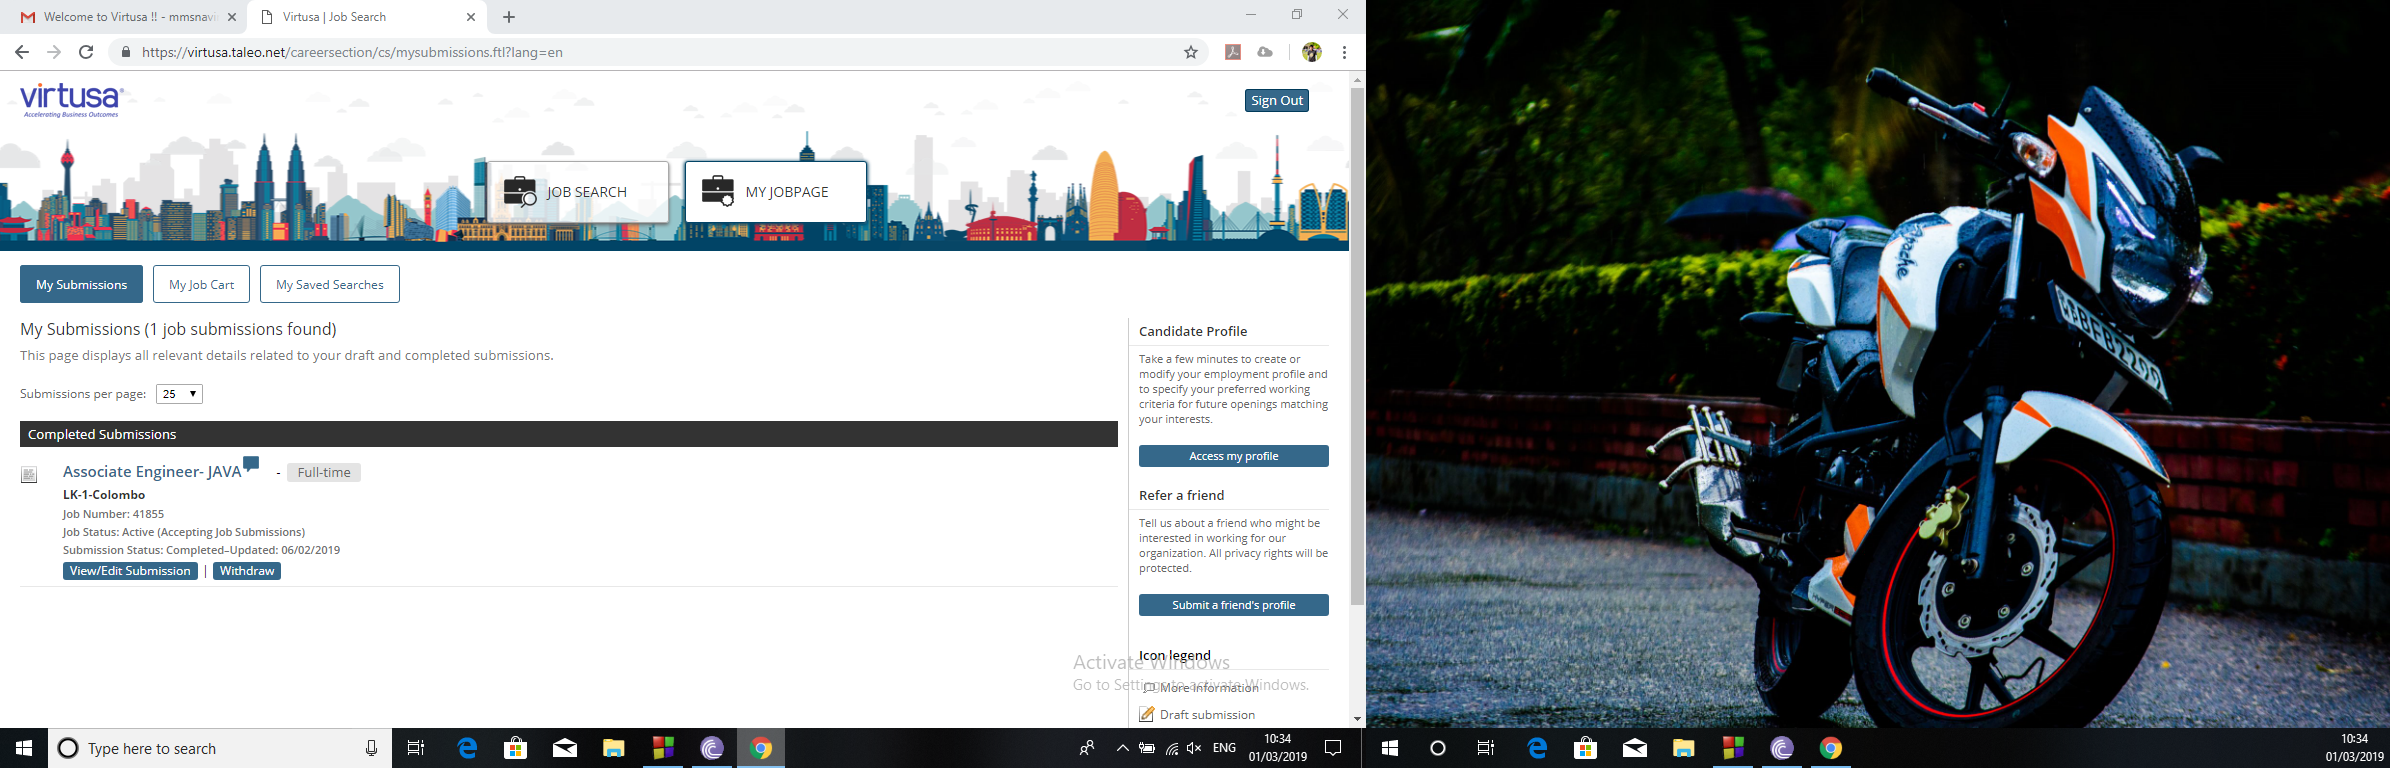 Welcome to Virtusa !! - mmsnavi
Virtusa | Job Search
https://virtusa.taleo.net/careersection/cs/mysubmissions.ftl?lang=en
virtusa
Accelerating Business Outcomes
Sign Out
JOB SEARCH
MY JOBPAGE
My Submissions
My Job Cart
My Saved Searches
My Submissions (1 job submissions found)
This page displays all relevant details related to your draft and completed submissions.
Submissions per page: 25
Completed Submissions
Associate Engineer- JAVA - Full-time
LK-1-Colombo
Job Number: 41855
Job Status: Active (Accepting Job Submissions)
Submission Status: Completed–Updated: 06/02/2019
View/Edit Submission | Withdraw
Candidate Profile
Take a few minutes to create or
modify your employment profile and
to specify your preferred working
criteria for future openings matching
your interests.
Access my profile
Refer a friend
Tell us about a friend who might be
interested in working for our
organization. All privacy rights will be
protected.
Submit a friend's profile
Icon legend
More Information
Draft submission
Activate Windows
Go to Settings to activate Windows.
Type here to search
ENG
10:34
01/03/2019
Apache
BFB2299
HYPER
10:34
01/03/2019